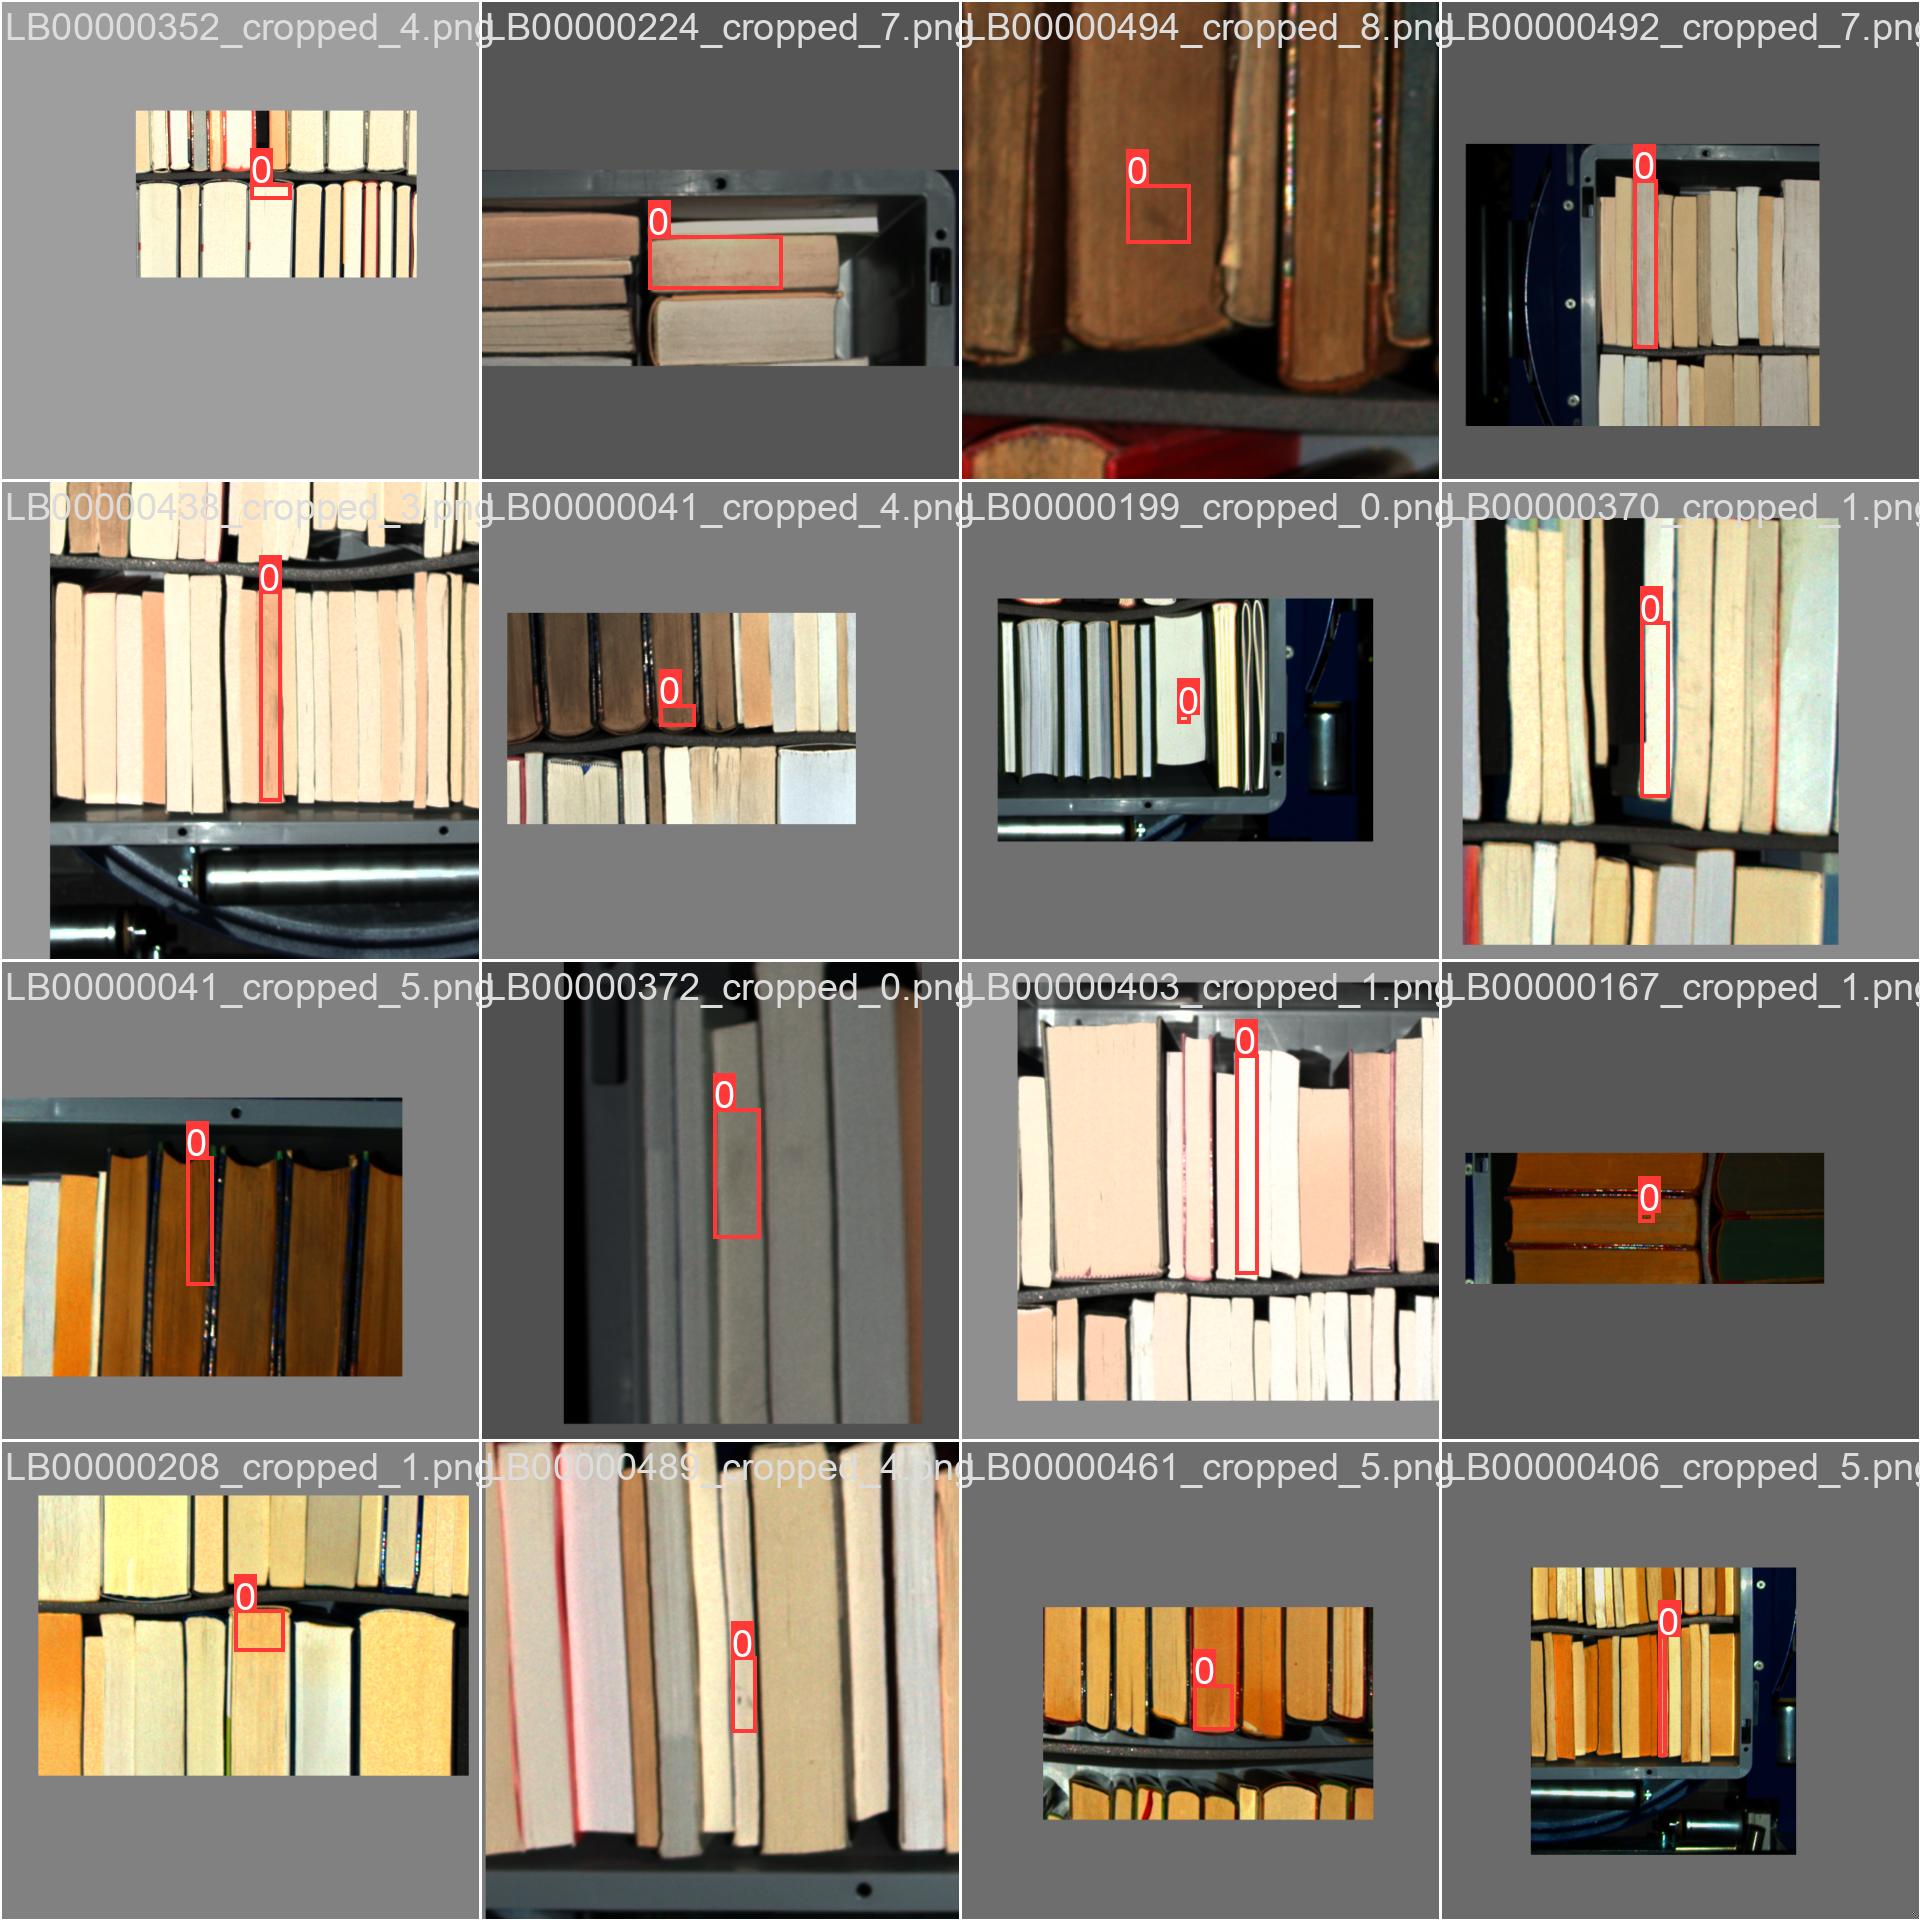 LB00000352_cropped_4.png
LB00000224_cropped_7.png
LB00000494_cropped_8.png
LB00000492_cropped_7.png
0
0
0
0
LB00000438_cropped_3.png
LB00000041_cropped_4.png
LB00000199_cropped_0.png
LB00000370_cropped_1.png
0
0
0
0
LB00000041_cropped_5.png
LB00000372_cropped_0.png
LB00000403_cropped_1.png
LB00000167_cropped_1.png
0
0
0
0
LB00000208_cropped_1.png
LB00000489_cropped_4.png
LB00000461_cropped_5.png
LB00000406_cropped_5.png
0
0
0
0